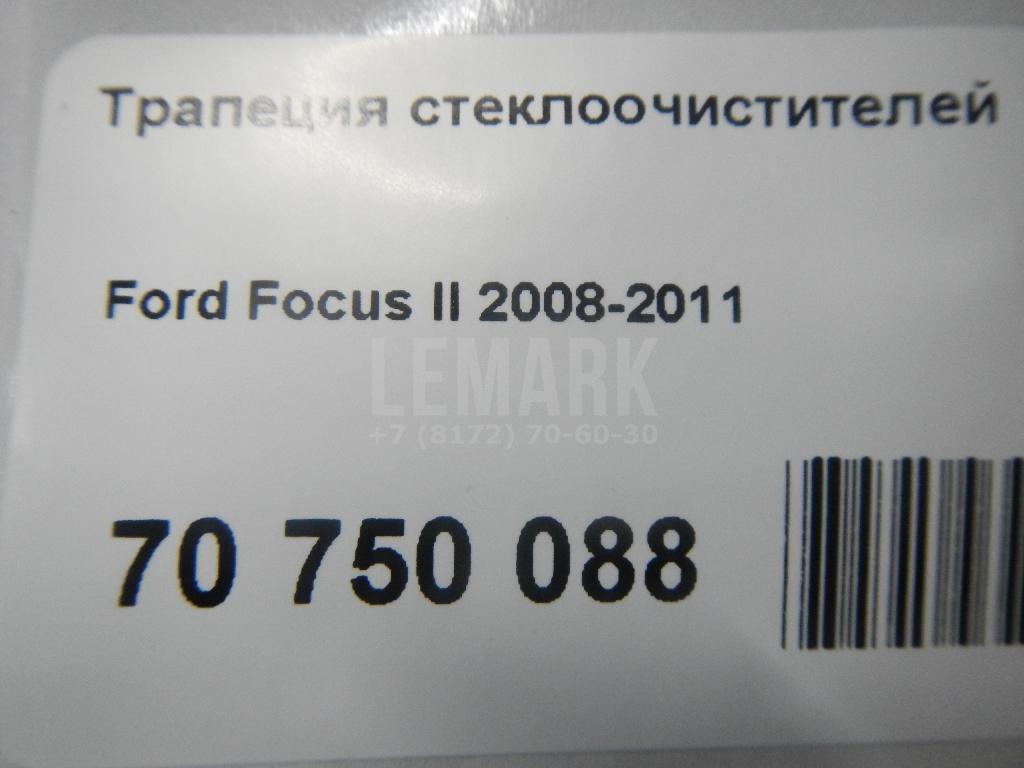 Трапеция стеклоочистителей
Ford Focus II 2008-2011
LEMARK
+7 (8172) 70-60-30
70 750 088